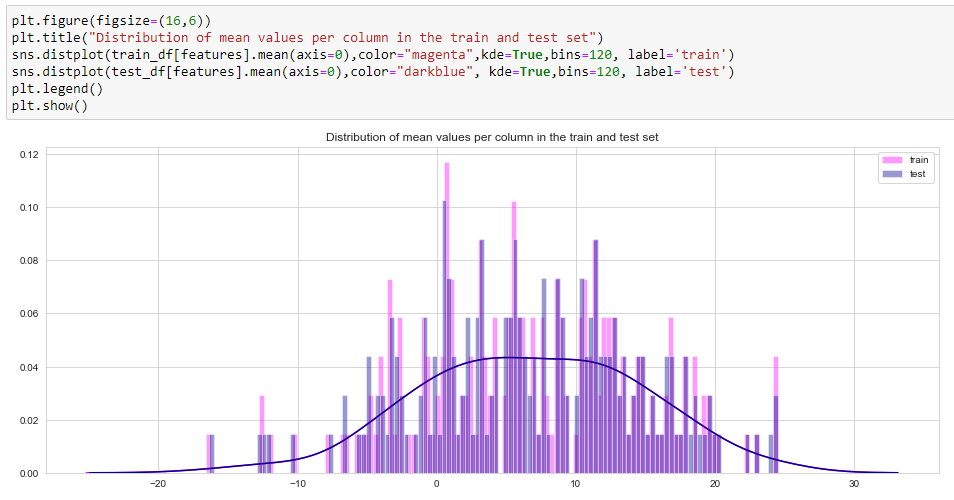 plt.figure(figsize=(16,6))
plt.title("Distribution of mean values per column in the train and test set")
sns.distplot(train_df[features].mean(axis=0),color="magenta",kde=True,bins=120, label='train')
sns.distplot(test_df[features].mean(axis=0),color="darkblue", kde=True,bins=120, label='test')
plt.legend()
plt.show()
Distribution of mean values per column in the train and test set
0.12
0.10
0.08
0.06
0.04
0.02
0.00
train
test
−20
−10
0
10
20
30